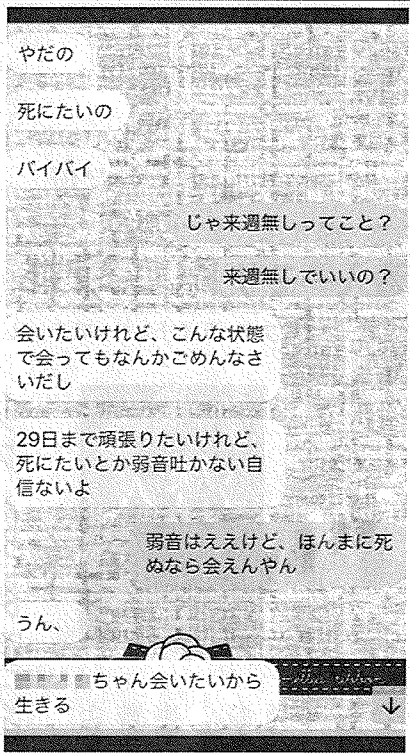 やだの
死にたいの
バイバイ
じゃ来週無しってこと？
来週無しでいいの？
会いたいけれど、こんな状態
で会ってもなんかごめんなさ
いだし
29日まで頑張りたいけれど、
死にたいとか弱音吐かない自
信ないよ
弱音はええけど、ほんまに死
ぬなら会えんやん
うん、
ちゃん会いたいから
生きる